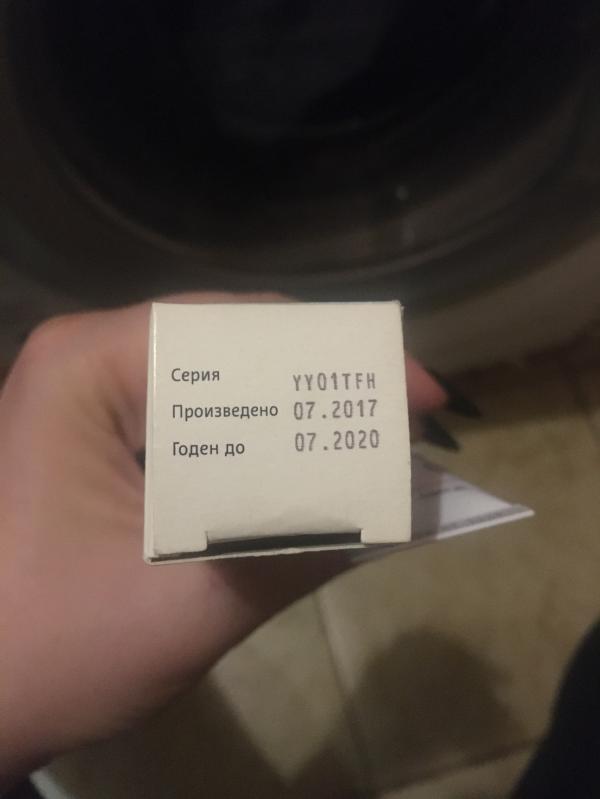 Серия YY01TFH
Произведено 07.2017
Годен до 07.2020